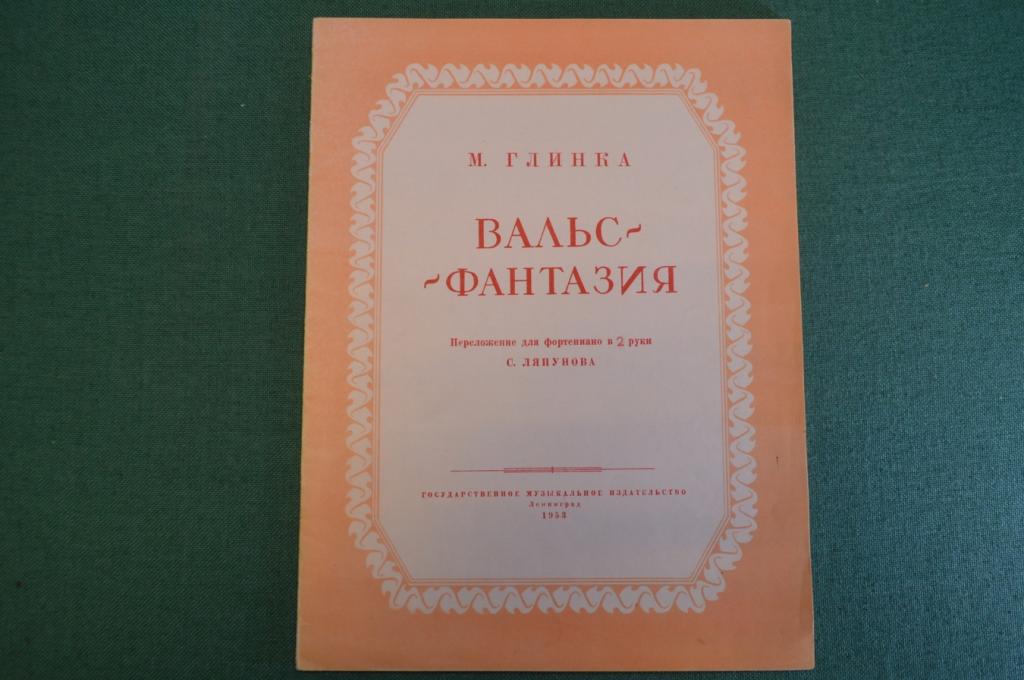 М. ГЛИНКА
ВАЛЬС~
~ФАНТАЗИЯ
Переложение для фортепиано в 2 руки
С. ЛЯПУНОВА
ГОСУДАРСТВЕННОЕ МУЗЫКАЛЬНОЕ ИЗДАТЕЛЬСТВО
Ленинград
1953